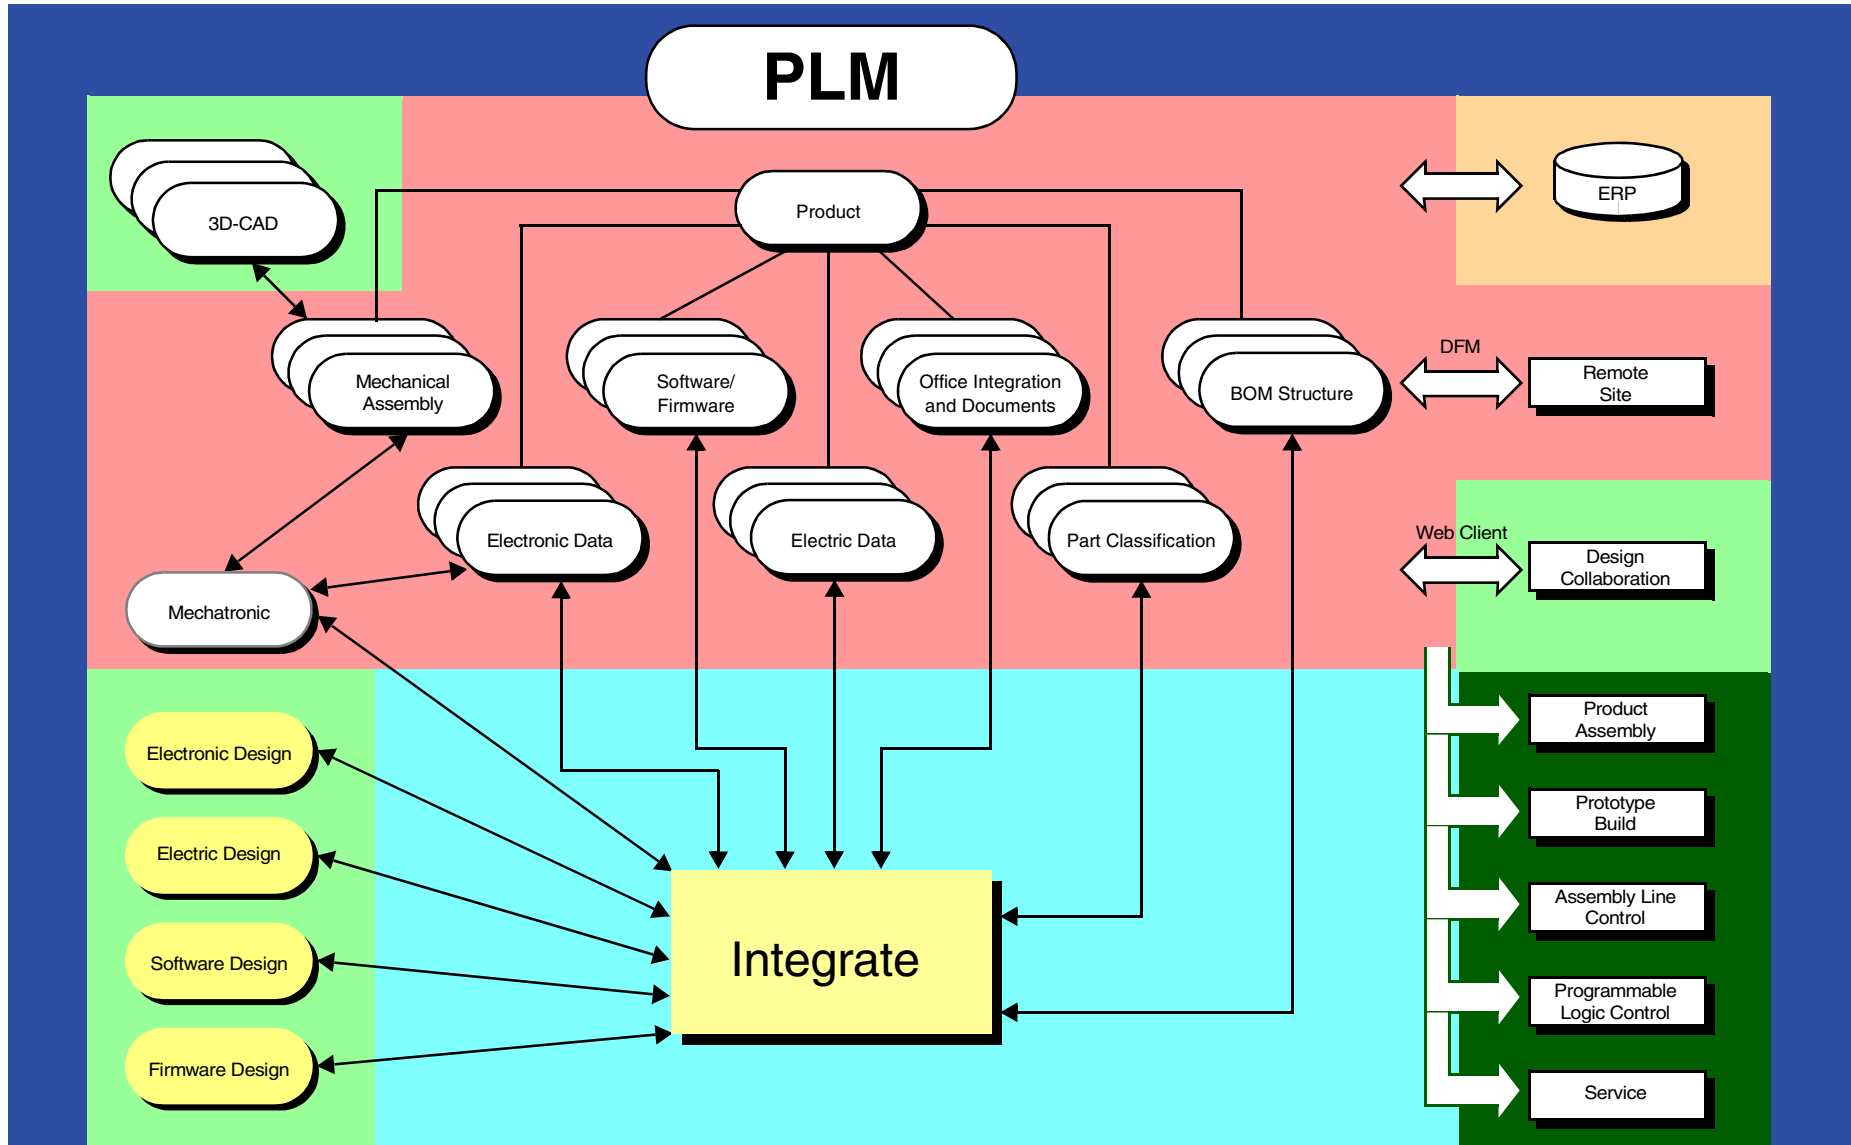 PLM
3D-CAD
Product
ERP
Mechanical
Assembly
Software/
Firmware
Office Integration
and Documents
BOM Structure
DFM
Remote
Site
Electronic Data
Electric Data
Part Classification
Web Client
Design
Collaboration
Mechatronic
Electronic Design
Electric Design
Software Design
Firmware Design
Integrate
Product
Assembly
Prototype
Build
Assembly Line
Control
Programmable
Logic Control
Service